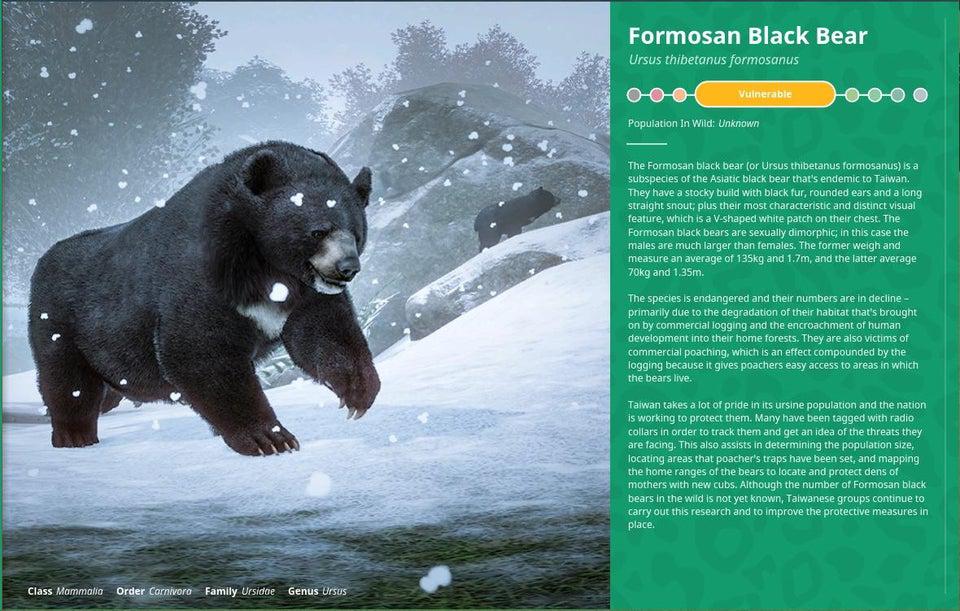 Formosan Black Bear
Ursus thibetanus formosanus
Vulnerable
Population In Wild: Unknown
The Formosan black bear (or Ursus thibetanus formosanus) is a
subspecies of the Asiatic black bear that's endemic to Taiwan.
They have a stocky build with black fur, rounded ears and a long
straight snout; plus their most characteristic and distinct visual
feature, which is a V-shaped white patch on their chest. The
Formosan black bears are sexually dimorphic; in this case the
males are much larger than females. The former weigh and
measure an average of 135kg and 1.7m, and the latter average
70kg and 1.35m.
The species is endangered and their numbers are in decline –
primarily due to the degradation of their habitat that's brought
on by commercial logging and the encroachment of human
development into their home forests. They are also victims of
commercial poaching, which is an effect compounded by the
logging because it gives poachers easy access to areas in which
the bears live.
Taiwan takes a lot of pride in its ursine population and the nation
is working to protect them. Many have been tagged with radio
collars in order to track them and get an idea of the threats they
are facing. This also assists in determining the population size,
locating areas that poacher's traps have been set, and mapping
the home ranges of the bears to locate and protect dens of
mothers with new cubs. Although the number of Formosan black
bears in the wild is not yet known, Taiwanese groups continue to
carry out this research and to improve the protective measures in
place.
Class Mammalia Order Carnivora Family Ursidae Genus Ursus